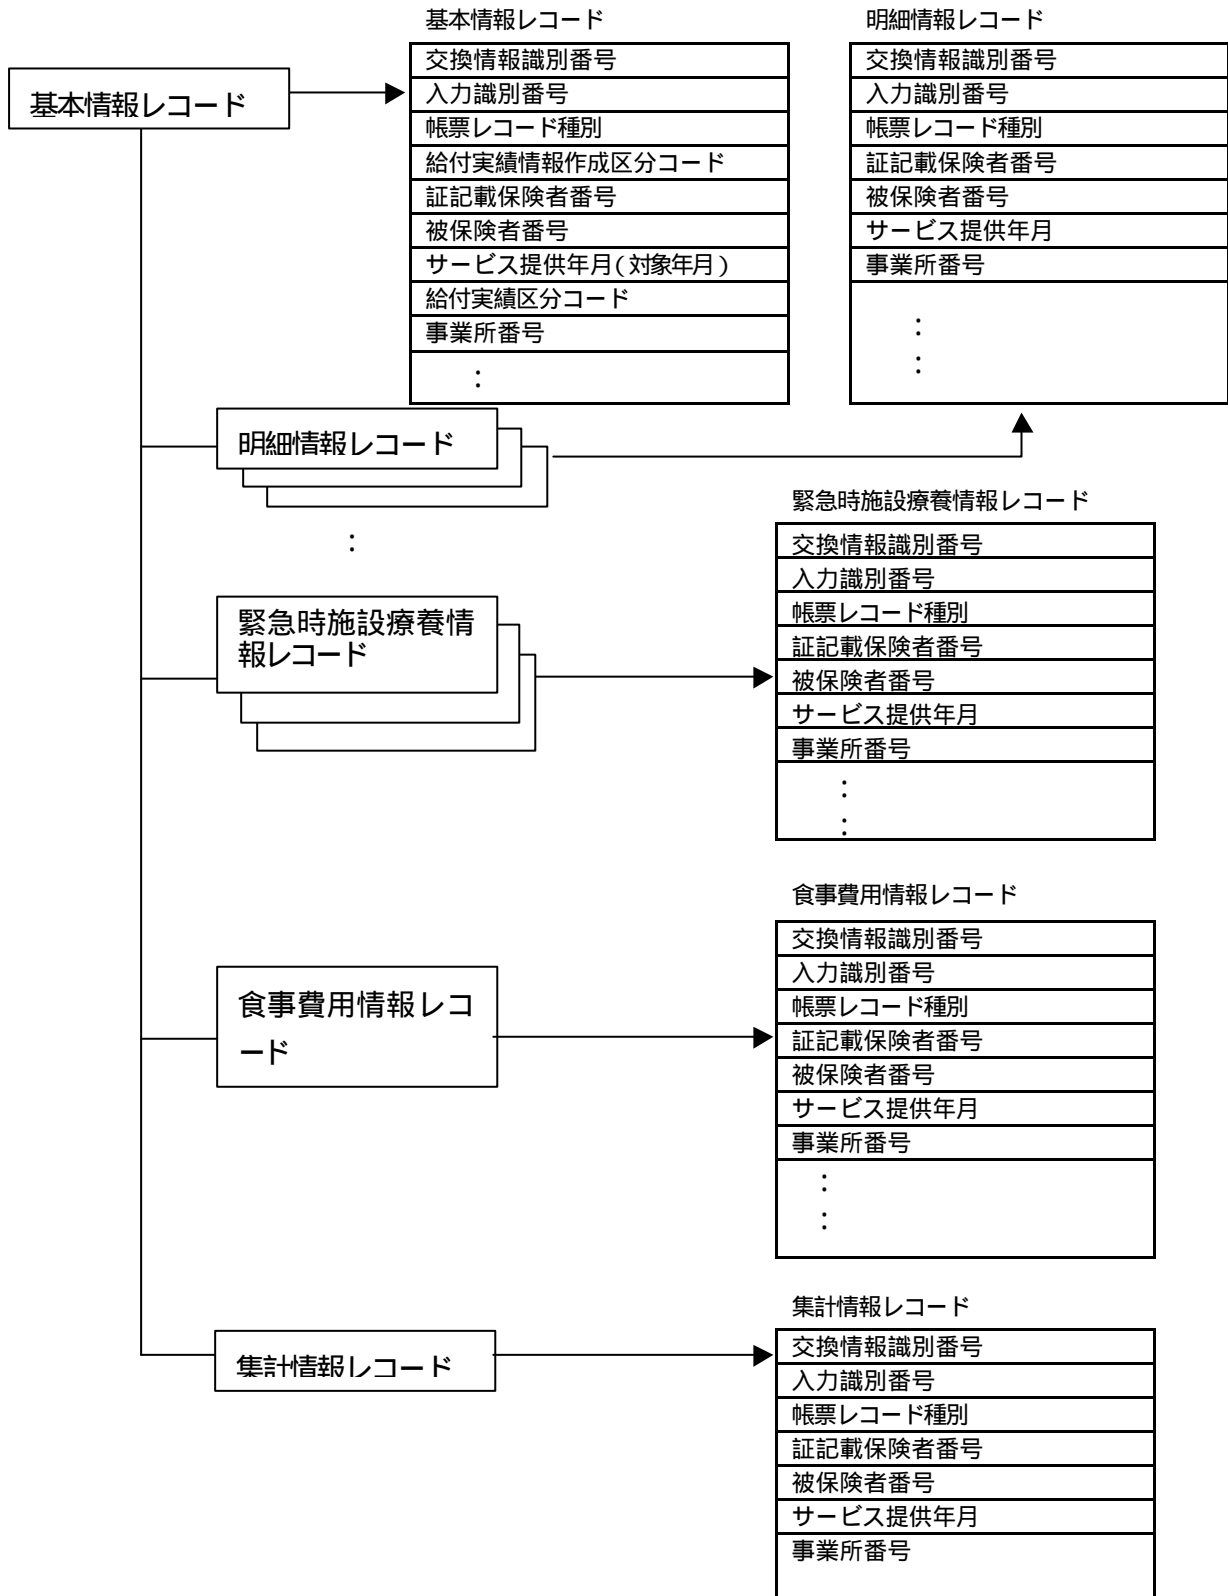 基本情報レコード
明細情報レコード
基本情報レコード
交換情報識別番号
入力識別番号
帳票レコード種別
給付実績情報作成区分コード
証記載保険者番号
被保険者番号
サービス提供年月(対象年月)
給付実績区分コード
事業所番号
：
交換情報識別番号
入力識別番号
帳票レコード種別
証記載保険者番号
被保険者番号
サービス提供年月
事業所番号
：
：
明細情報レコード
：
緊急時施設療養情報レコード
緊急時施設療養情
報レコード
交換情報識別番号
入力識別番号
帳票レコード種別
証記載保険者番号
被保険者番号
サービス提供年月
事業所番号
：
：
食事費用情報レコード
食事費用情報レコ
ード
交換情報識別番号
入力識別番号
帳票レコード種別
証記載保険者番号
被保険者番号
サービス提供年月
事業所番号
：
：
集計情報レコード
集計情報レコード
交換情報識別番号
入力識別番号
帳票レコード種別
証記載保険者番号
被保険者番号
サービス提供年月
事業所番号